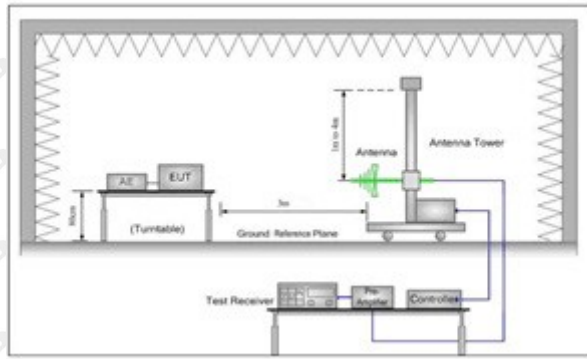 1m to 4m
Antenna
Antenna Tower
AE
EUT
80cm
3m
(Turntable)
Ground Reference Plane
Test Receiver
Pre-
Amplifier
Controller